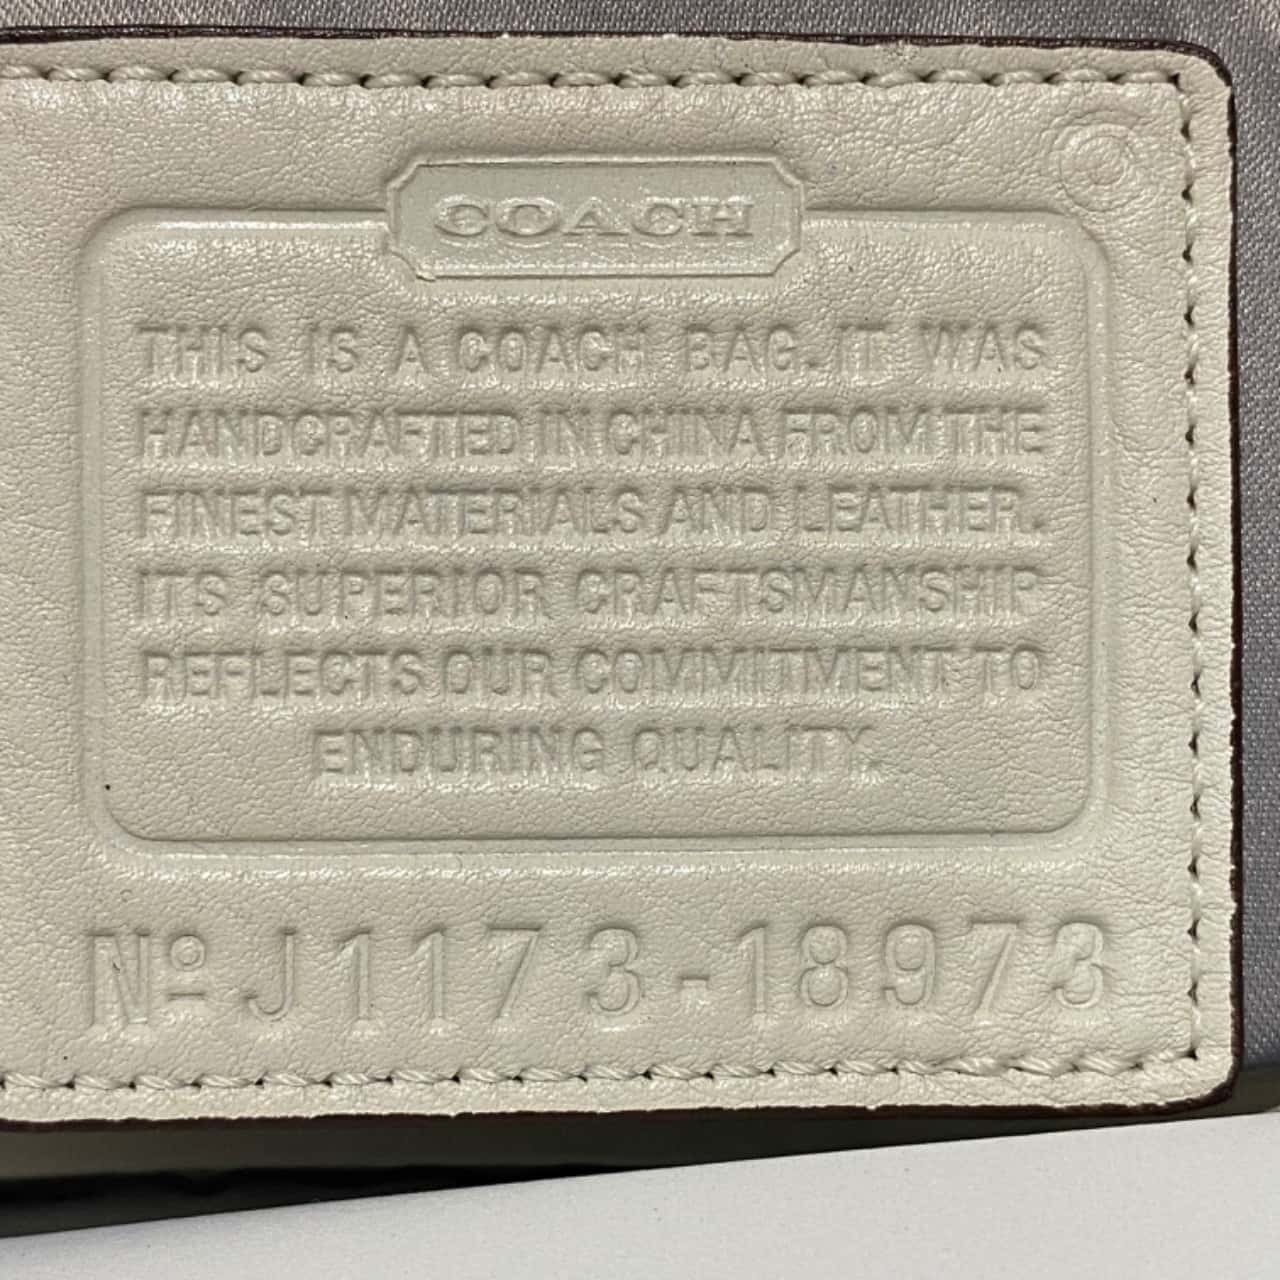 COACH
THIS IS A COACH BAG. IT WAS
HANDCRAFTED IN CHINA FROM THE
FINEST MATERIALS AND LEATHER.
ITS SUPERIOR CRAFTSMANSHIP
REFLECTS OUR COMMITMENT TO
ENDURING QUALITY.
Nº J1173-18973